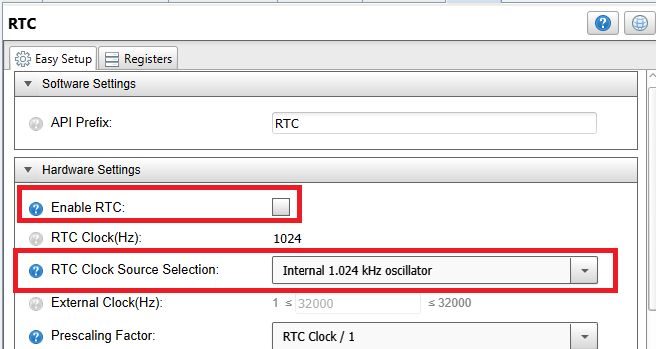 RTC
Easy Setup
Registers
Software Settings
API Prefix:
RTC
Hardware Settings
Enable RTC:
RTC Clock(Hz):
1024
RTC Clock Source Selection:
Internal 1.024 kHz oscillator
External Clock(Hz):
1 ≤ 32000 ≤ 32000
Prescaling Factor:
RTC Clock / 1